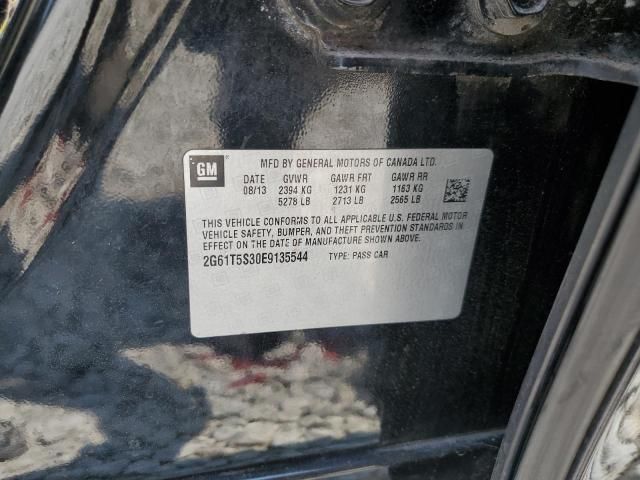 GM
MFD BY GENERAL MOTORS OF CANADA LTD.
DATE GVWR GAWR FRT GAWR RR
08/13 2394 KG 1231 KG 1163 KG
5278 LB 2713 LB 2565 LB
THIS VEHICLE CONFORMS TO ALL APPLICABLE U.S. FEDERAL MOTOR
VEHICLE SAFETY, BUMPER, AND THEFT PREVENTION STANDARDS IN
EFFECT ON THE DATE OF MANUFACTURE SHOWN ABOVE.
2G61T5S30E9135544 TYPE: PASS CAR